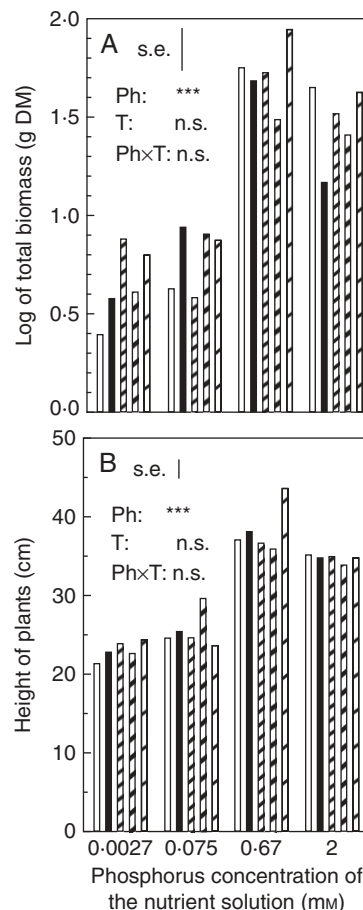 A
s.e.
Ph: ***
T: n.s.
Ph×T: n.s.
Log of total biomass (g DM)
2·0
1·5
1·0
0·5
0·0
B
s.e.
Ph: ***
T: n.s.
Ph×T: n.s.
Height of plants (cm)
50
40
30
20
10
0
0·0027 0·075 0·67 2
Phosphorus concentration of
the nutrient solution (mM)